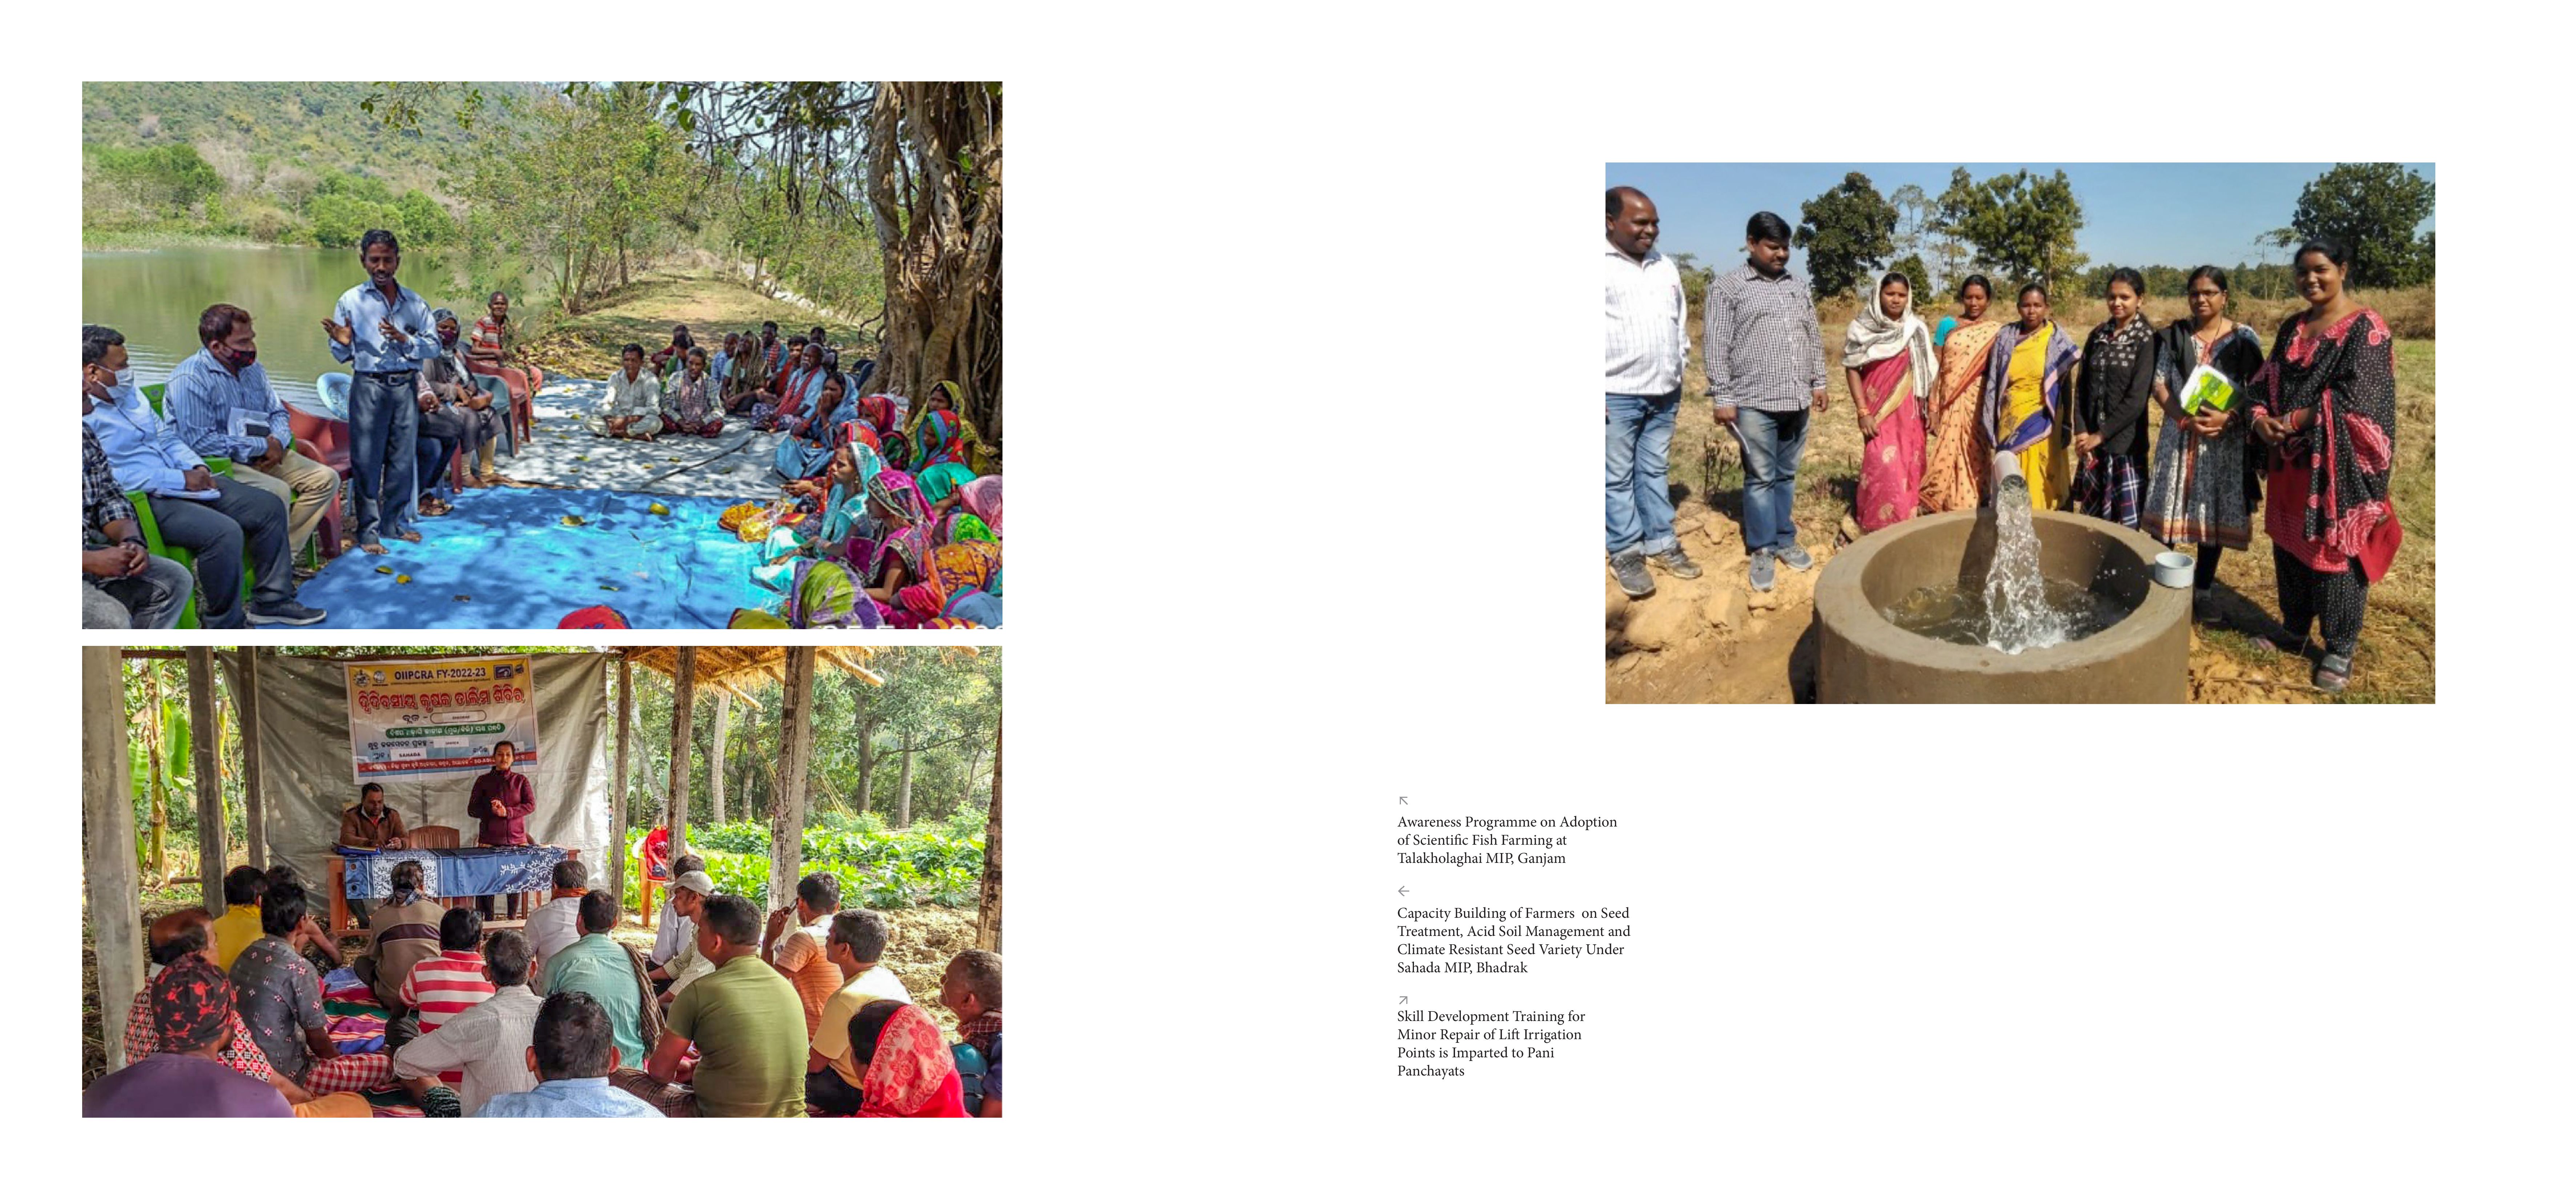 OIIPCRA FY-2022-23
ଦ୍ୱିଦିବସୀୟ କୃଷକ ତାଲିମ ଶିବିର
SAHADA
Awareness Programme on Adoption
of Scientific Fish Farming at
Talakholaghai MIP, Ganjam
Capacity Building of Farmers  on Seed
Treatment, Acid Soil Management and
Climate Resistant Seed Variety Under
Sahada MIP, Bhadrak
Skill Development Training for
Minor Repair of Lift Irrigation
Points is Imparted to Pani
Panchayats